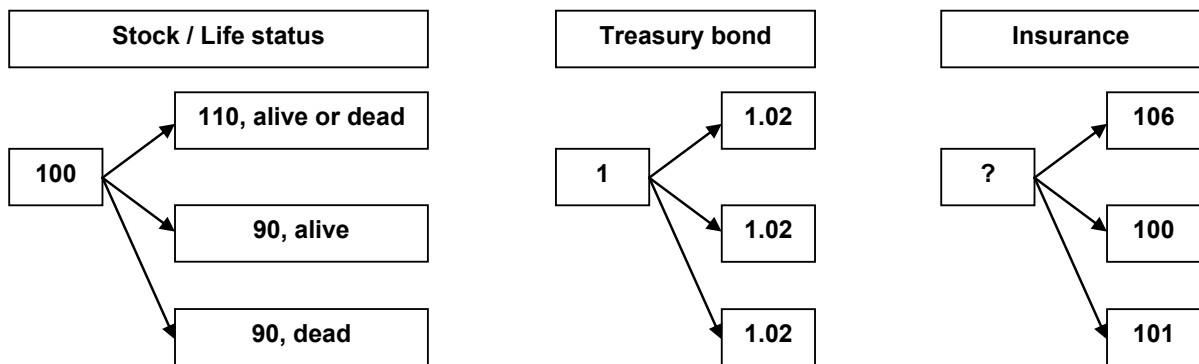 Stock / Life status
100
110, alive or dead
90, alive
90, dead
Treasury bond
1
1.02
1.02
1.02
Insurance
?
106
100
101